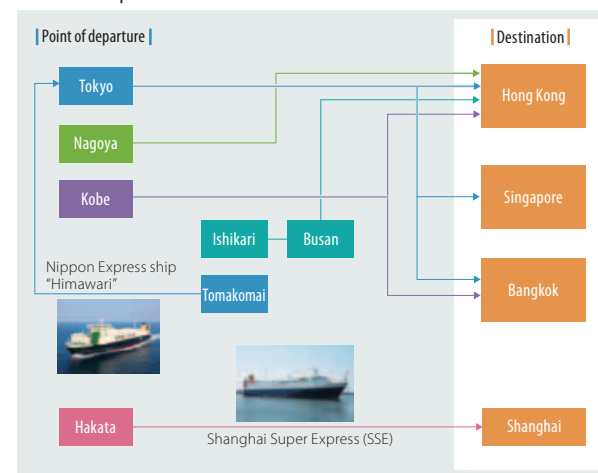 Point of departure
Destination
Tokyo
Hong Kong
Nagoya
Kobe
Singapore
Ishikari
Busan
Nippon Express ship
“Himawari”
Tomakomai
Bangkok
Hakata
Shanghai
Shanghai Super Express (SSE)